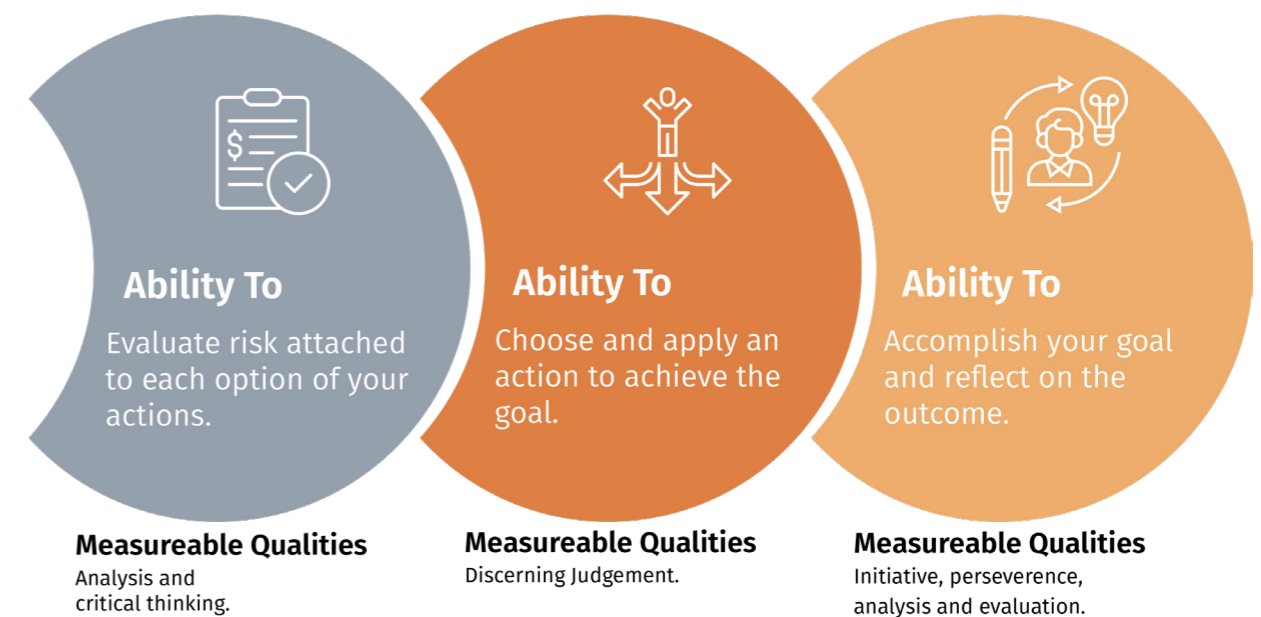 $
Ability To
Evaluate risk attached
to each option of your
actions.
Measureable Qualities
Analysis and
critical thinking.
Ability To
Choose and apply an
action to achieve the
goal.
Measureable Qualities
Discerning Judgement.
Ability To
Accomplish your goal
and reflect on the
outcome.
Measureable Qualities
Initiative, perseverence,
analysis and evaluation.